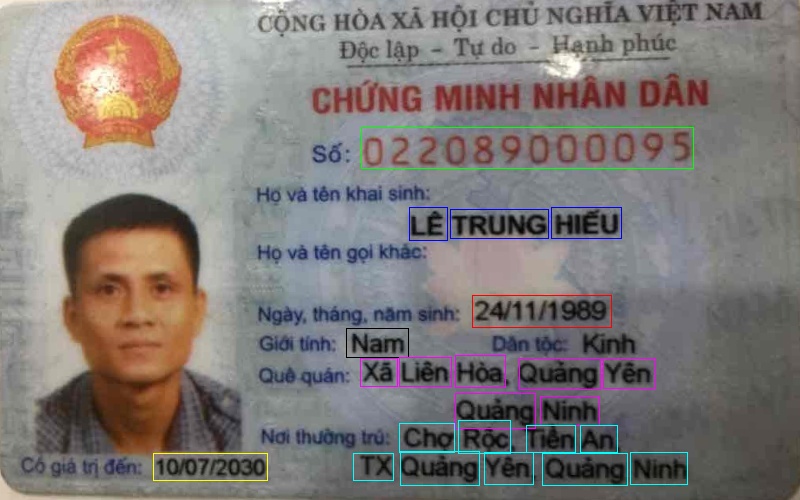 CỘNG HÒA XÃ HỘI CHỦ NGHĨA VIỆT NAM
Độc lập - Tự do - Hạnh phúc
CHỨNG MINH NHÂN DÂN
Số: 022089000095
Họ và tên khai sinh:
LÊ TRUNG HIẾU
Họ và tên gọi khác:
Ngày, tháng, năm sinh: 24/11/1989
Giới tính: Nam Dân tộc: Kinh
Quê quán: Xã Liên Hòa, Quảng Yên
Quảng Ninh
Nơi thường trú: Chợ Rộc, Tiền An,
TX Quảng Yên, Quảng Ninh
Có giá trị đến: 10/07/2030